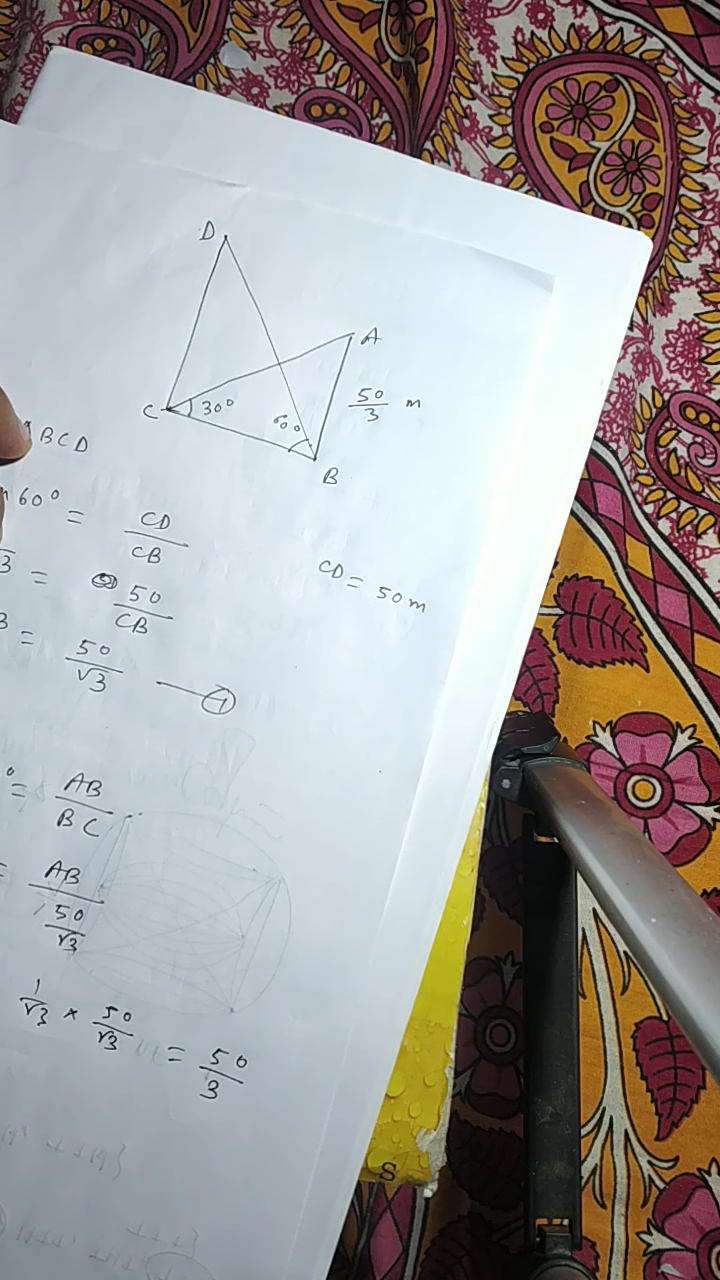 D
A
C 30° 60° 50/3 m
B
BCD
60° = CD/CB
CD = 50 m
3 = 50/CB
= 50/√3 —— ①
° = AB/BC
= AB/(50/√3)
1/√3 × 50/√3 = 50/3
S